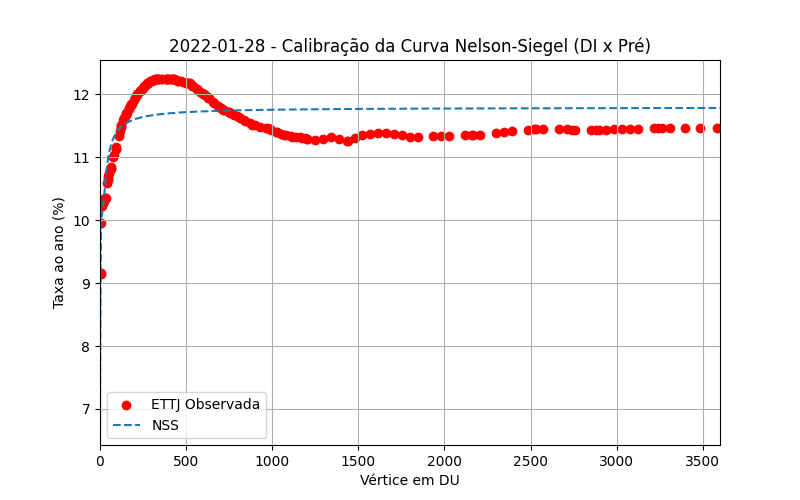 2022-01-28 - Calibração da Curva Nelson-Siegel (DI x Pré)
Taxa ao ano (%)
12
11
10
9
8
7
ETTJ Observada
NSS
0 500 1000 1500 2000 2500 3000 3500
Vértice em DU